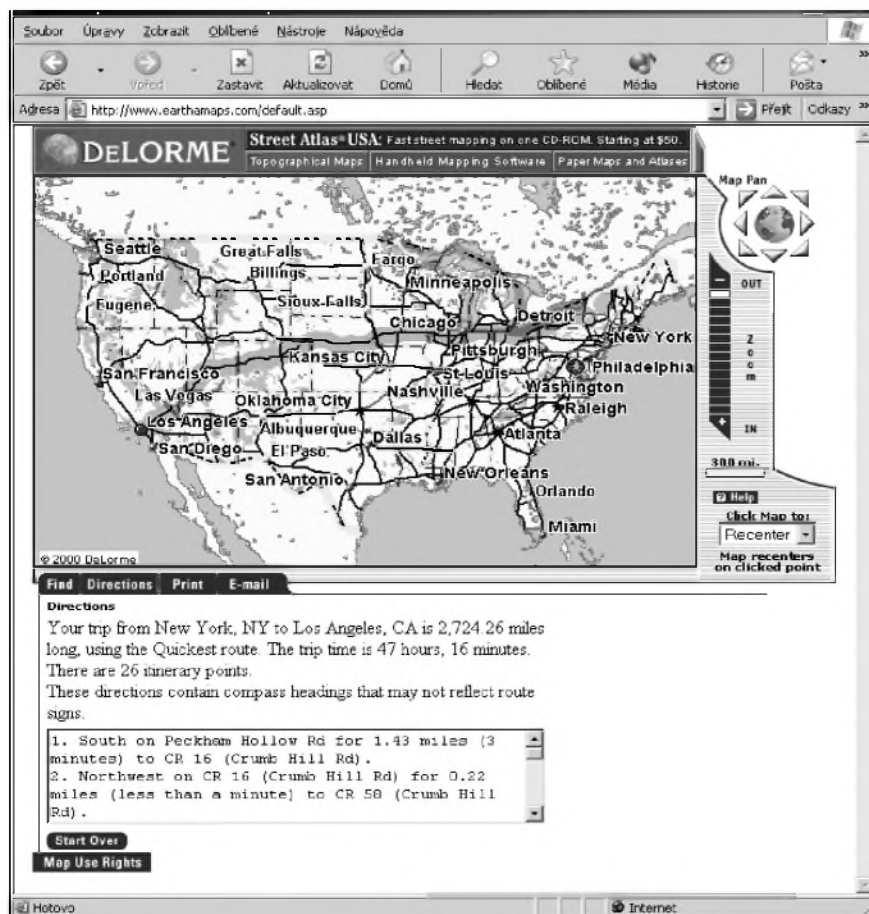 Soubor Úpravy Zobrazit Oblíbené Nástroje Nápověda
Zpět Vpřed Zastavit Aktualizovat Domů Hledat Oblíbené Média Historie Pošta
Adresa http://www.earthamaps.com/default.asp Přejít Odkazy
DELORME
Street Atlas® USA: Fast street mapping on one CD-ROM. Starting at $50.
Topographical Maps Handheld Mapping Software Paper Maps and Atlases
Map Pan
Seattle
Great Falls
Fargo
Portland
Billings
Minneapolis
OUT
Eugene
Sioux Falls
Chicago
Detroit
New York
Zoom
Kansas City
Pittsburgh
San Francisco
St Louis
Philadelphia
Las Vegas
Oklahoma City
Nashville
Washington
Raleigh
Los Angeles
Albuquerque
Dallas
Atlanta
IN
San Diego
El Paso
300 mi.
San Antonio
New Orleans
Orlando
Help
Miami
Click Map to:
Recenter
© 2000 DeLorme
Map recenters
on clicked point
Find Directions Print E-mail
Directions
Your trip from New York, NY to Los Angeles, CA is 2,724.26 miles
long, using the Quickest route. The trip time is 47 hours, 16 minutes.
There are 26 itinerary points.
These directions contain compass headings that may not reflect route
signs.
1. South on Peckham Hollow Rd for 1.43 miles (3
minutes) to CR 16 (Crumb Hill Rd).
2. Northwest on CR 16 (Crumb Hill Rd) for 0.22
miles (less than a minute) to CR 50 (Crumb Hill
Rd).
Start Over
Map Use Rights
Hotovo Internet